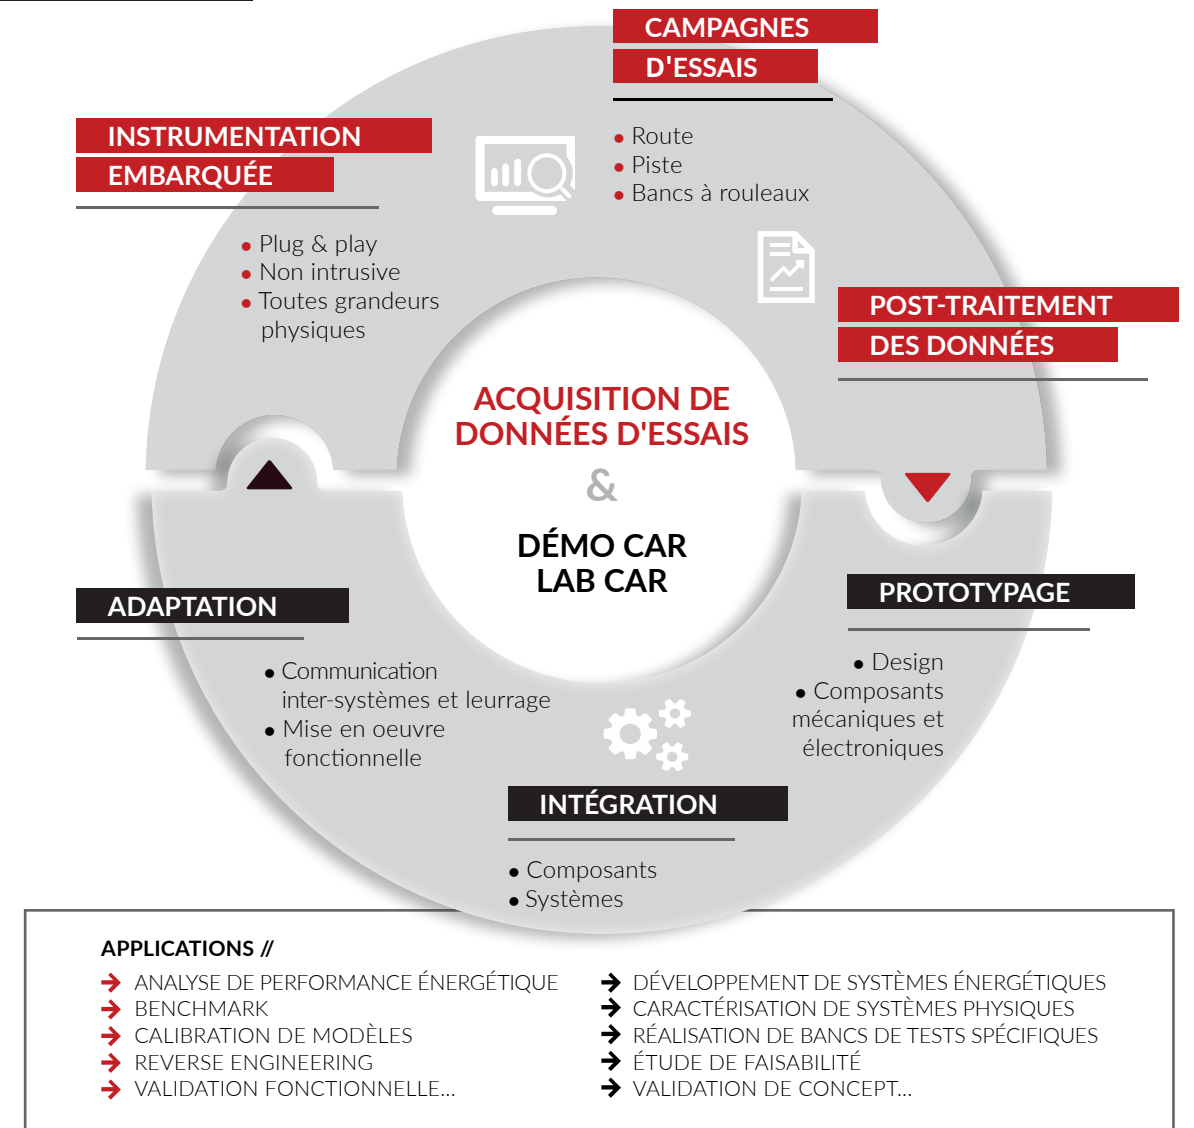 CAMPAGNES
D'ESSAIS
• Route
• Piste
• Bancs à rouleaux
INSTRUMENTATION
EMBARQUÉE
• Plug & play
• Non intrusive
• Toutes grandeurs
physiques
POST-TRAITEMENT
DES DONNÉES
ACQUISITION DE
DONNÉES D'ESSAIS
&
DÉMO CAR
LAB CAR
ADAPTATION
• Communication
inter-systèmes et leurrage
• Mise en oeuvre
fonctionnelle
PROTOTYPAGE
• Design
• Composants
mécaniques et
électroniques
INTÉGRATION
• Composants
• Systèmes
APPLICATIONS //
ANALYSE DE PERFORMANCE ÉNERGÉTIQUE
BENCHMARK
CALIBRATION DE MODÈLES
REVERSE ENGINEERING
VALIDATION FONCTIONNELLE...
DÉVELOPPEMENT DE SYSTÈMES ÉNERGÉTIQUES
CARACTÉRISATION DE SYSTÈMES PHYSIQUES
RÉALISATION DE BANCS DE TESTS SPÉCIFIQUES
ÉTUDE DE FAISABILITÉ
VALIDATION DE CONCEPT...